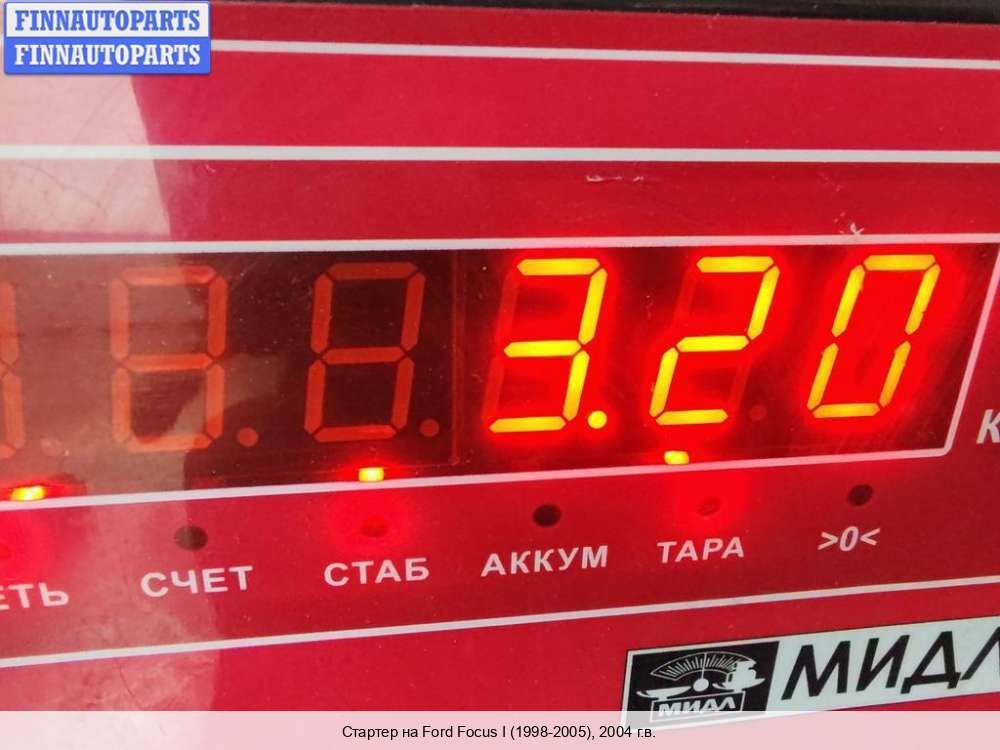 FINNAUTOPARTS
FINNAUTOPARTS
3.20
СЧЕТ СТАБ АККУМ ТАРА >0<
МИДЛ
МИДЛ
Стартер на Ford Focus I (1998-2005), 2004 г.в.